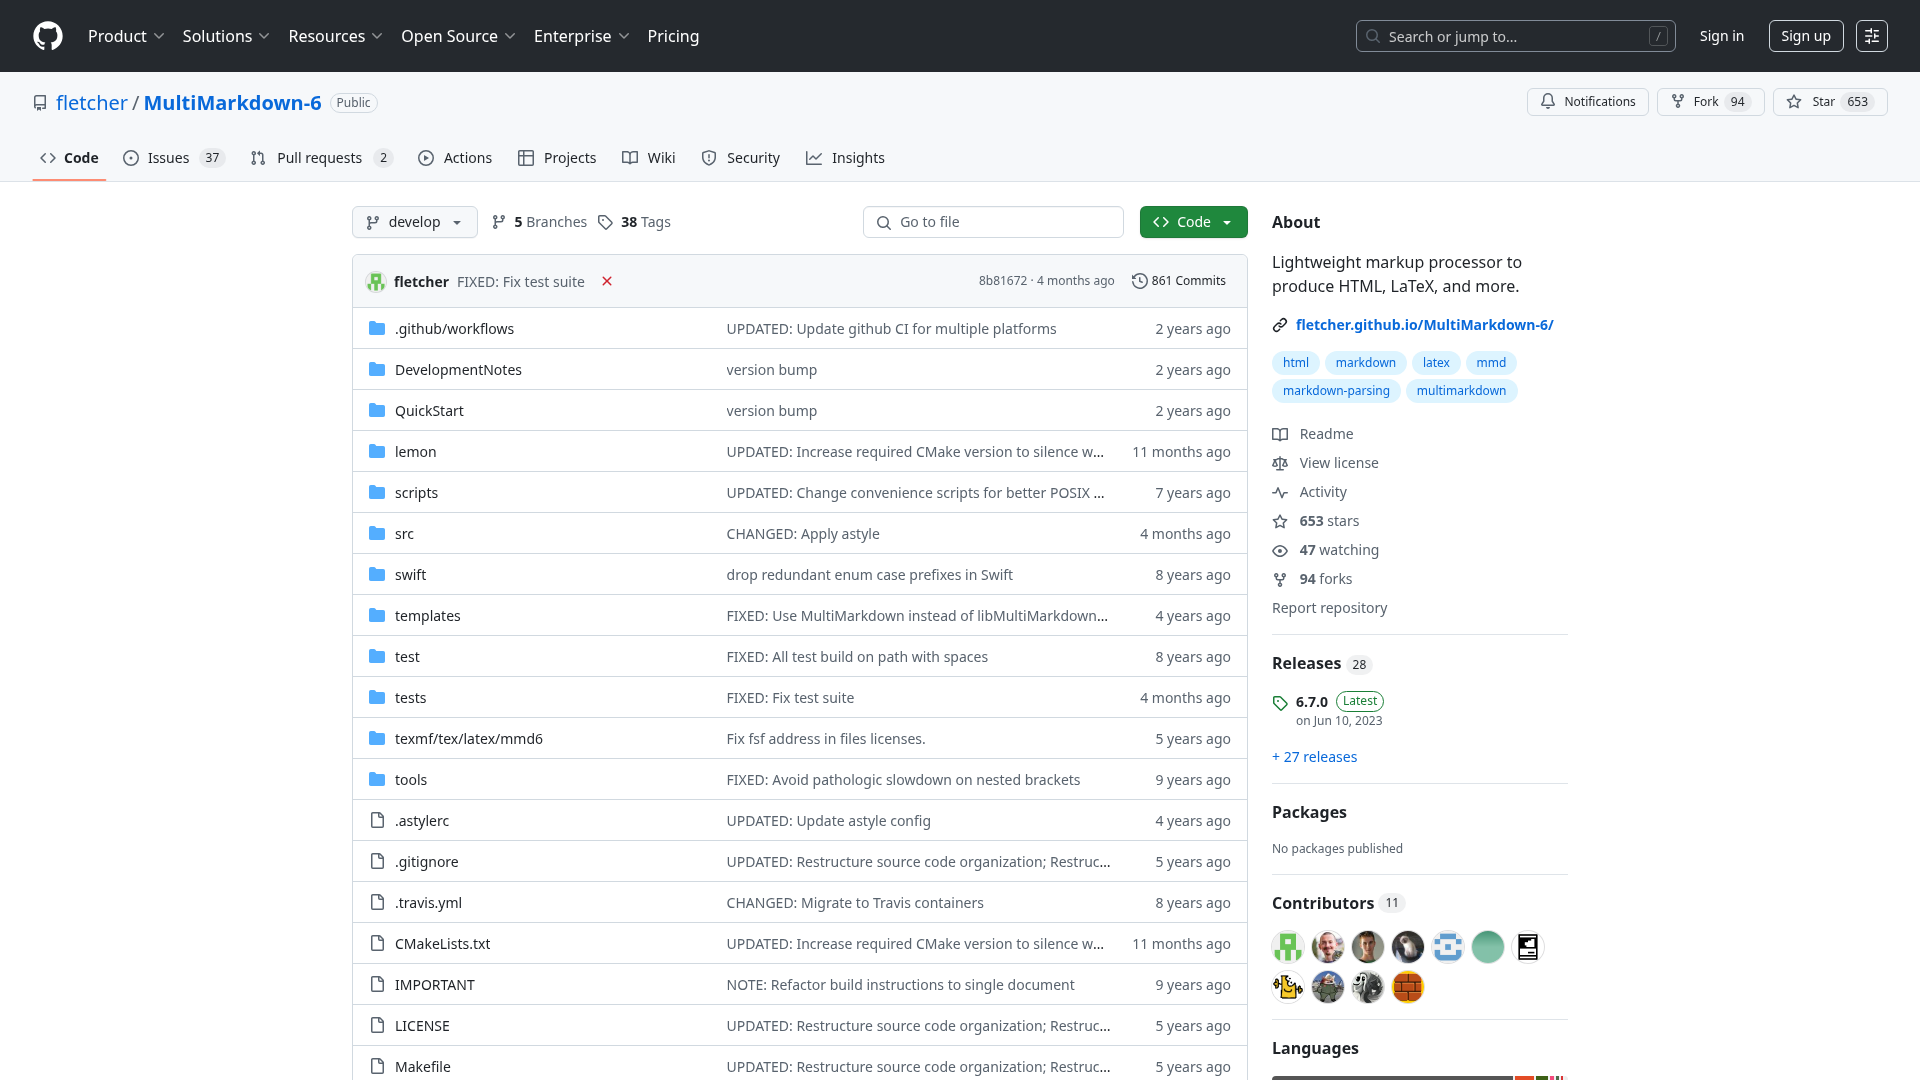 Product Solutions Resources Open Source Enterprise Pricing Search or jump to... / Sign in Sign up
fletcher / MultiMarkdown-6 Public Notifications Fork 94 Star 653
Code Issues 37 Pull requests 2 Actions Projects Wiki Security Insights
develop 5 Branches 38 Tags Go to file Code
fletcher FIXED: Fix test suite 8b81672 · 4 months ago 861 Commits
.github/workflows UPDATED: Update github CI for multiple platforms 2 years ago
DevelopmentNotes version bump 2 years ago
QuickStart version bump 2 years ago
lemon UPDATED: Increase required CMake version to silence w... 11 months ago
scripts UPDATED: Change convenience scripts for better POSIX ... 7 years ago
src CHANGED: Apply astyle 4 months ago
swift drop redundant enum case prefixes in Swift 8 years ago
templates FIXED: Use MultiMarkdown instead of libMultiMarkdown... 4 years ago
test FIXED: All test build on path with spaces 8 years ago
tests FIXED: Fix test suite 4 months ago
texmf/tex/latex/mmd6 Fix fsf address in files licenses. 5 years ago
tools FIXED: Avoid pathologic slowdown on nested brackets 9 years ago
.astylerc UPDATED: Update astyle config 4 years ago
.gitignore UPDATED: Restructure source code organization; Restruc... 5 years ago
.travis.yml CHANGED: Migrate to Travis containers 8 years ago
CMakeLists.txt UPDATED: Increase required CMake version to silence w... 11 months ago
IMPORTANT NOTE: Refactor build instructions to single document 9 years ago
LICENSE UPDATED: Restructure source code organization; Restruc... 5 years ago
Makefile UPDATED: Restructure source code organization; Restruc... 5 years ago
About
Lightweight markup processor to
produce HTML, LaTeX, and more.
fletcher.github.io/MultiMarkdown-6/
html markdown latex mmd
markdown-parsing multimarkdown
Readme
View license
Activity
653 stars
47 watching
94 forks
Report repository
Releases 28
6.7.0 Latest
on Jun 10, 2023
+ 27 releases
Packages
No packages published
Contributors 11
Languages